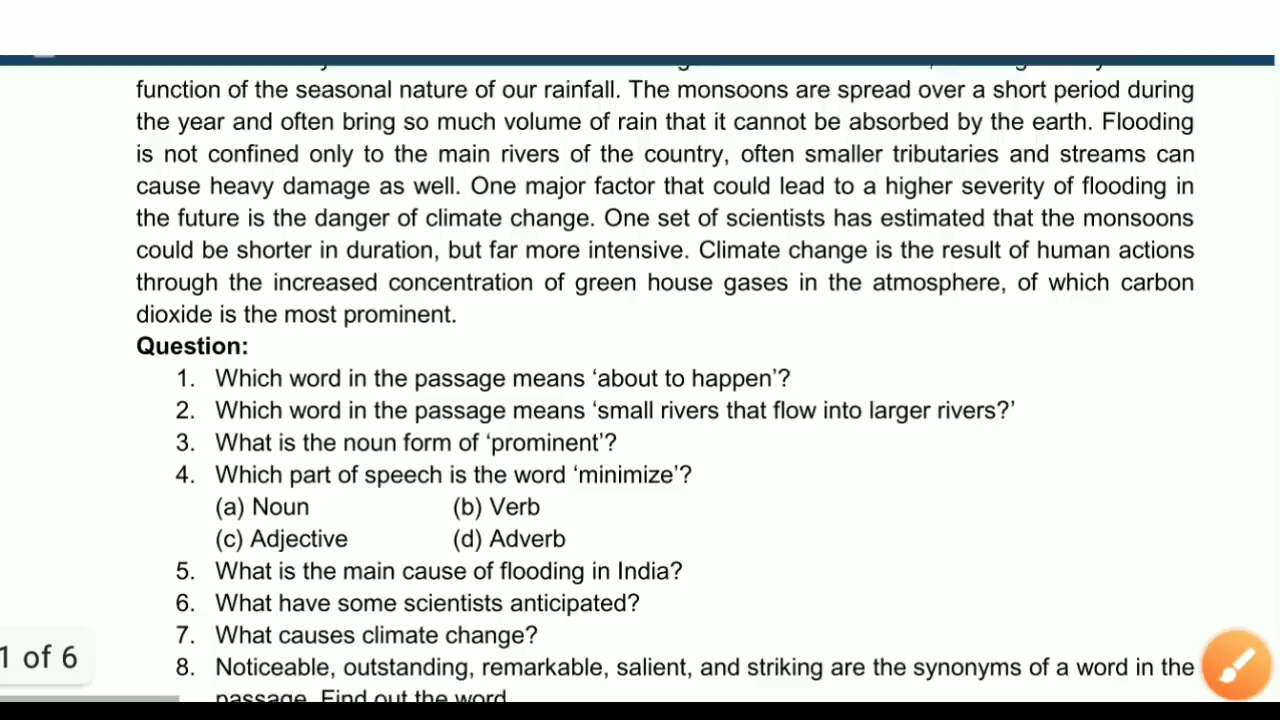 function of the seasonal nature of our rainfall. The monsoons are spread over a short period during
the year and often bring so much volume of rain that it cannot be absorbed by the earth. Flooding
is not confined only to the main rivers of the country, often smaller tributaries and streams can
cause heavy damage as well. One major factor that could lead to a higher severity of flooding in
the future is the danger of climate change. One set of scientists has estimated that the monsoons
could be shorter in duration, but far more intensive. Climate change is the result of human actions
through the increased concentration of green house gases in the atmosphere, of which carbon
dioxide is the most prominent.
Question:
1. Which word in the passage means ‘about to happen’?
2. Which word in the passage means ‘small rivers that flow into larger rivers?’
3. What is the noun form of ‘prominent’?
4. Which part of speech is the word ‘minimize’?
(a) Noun (b) Verb
(c) Adjective (d) Adverb
5. What is the main cause of flooding in India?
6. What have some scientists anticipated?
7. What causes climate change?
1 of 6
8. Noticeable, outstanding, remarkable, salient, and striking are the synonyms of a word in the
passage. Find out the word